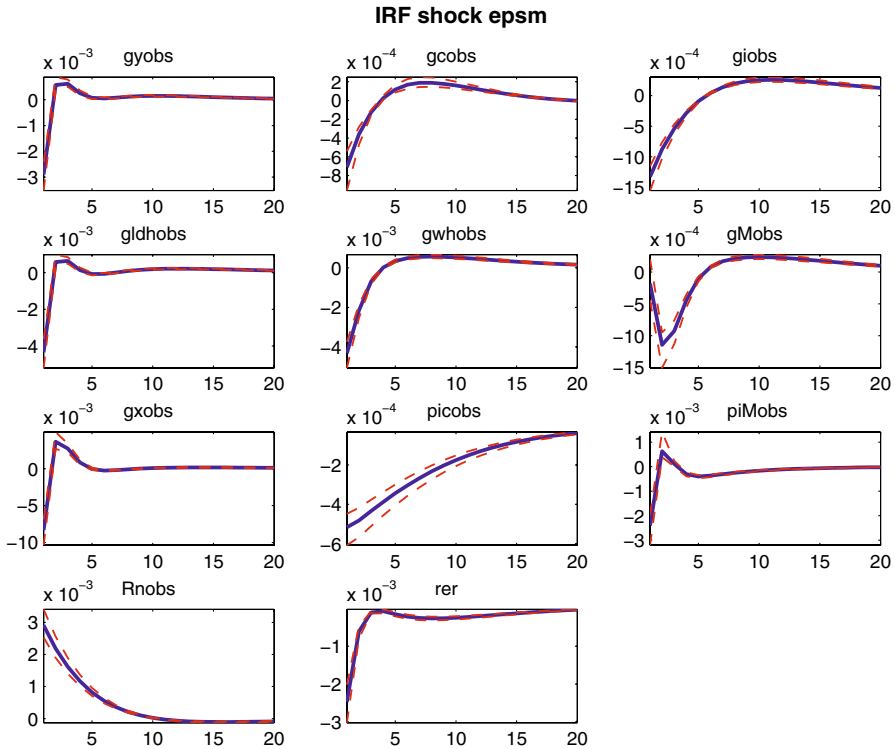 IRF shock epsm
x 10^-3 gyobs
0
−1
−2
−3
5 10 15 20
x 10^-4 gcobs
2
0
−2
−4
−6
−8
5 10 15 20
x 10^-4 giobs
0
−5
−10
−15
5 10 15 20
x 10^-3 gldhobs
0
−2
−4
5 10 15 20
x 10^-3 gwhobs
0
−2
−4
5 10 15 20
x 10^-4 gMobs
0
−5
−10
−15
5 10 15 20
x 10^-3 gxobs
0
−5
−10
5 10 15 20
x 10^-4 picobs
−2
−4
−6
5 10 15 20
x 10^-3 piMobs
1
0
−1
−2
−3
5 10 15 20
x 10^-3 Rnobs
3
2
1
0
5 10 15 20
x 10^-3 rer
−1
−2
−3
5 10 15 20